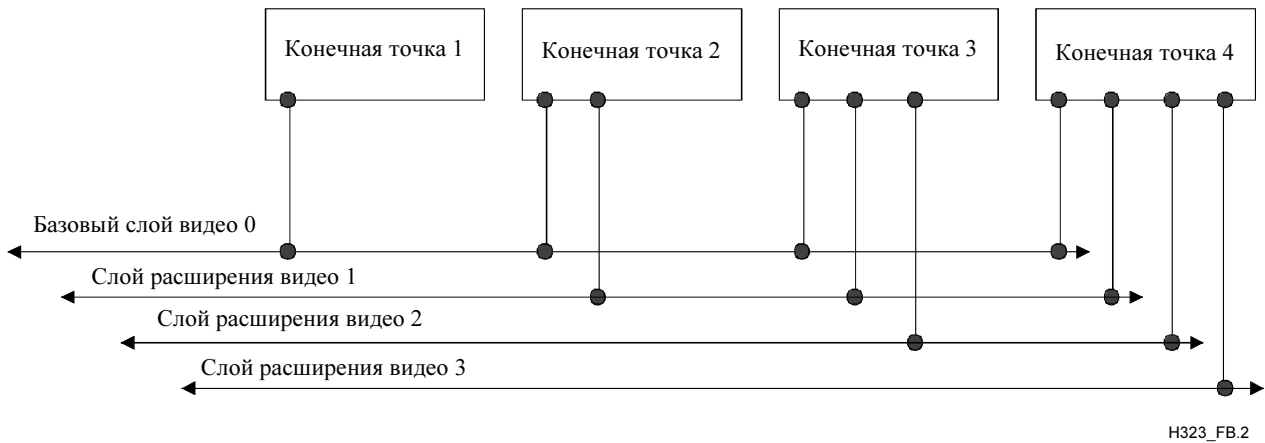 Конечная точка 1
Конечная точка 2
Конечная точка 3
Конечная точка 4
Базовый слой видео 0
Слой расширения видео 1
Слой расширения видео 2
Слой расширения видео 3
H323_FB.2